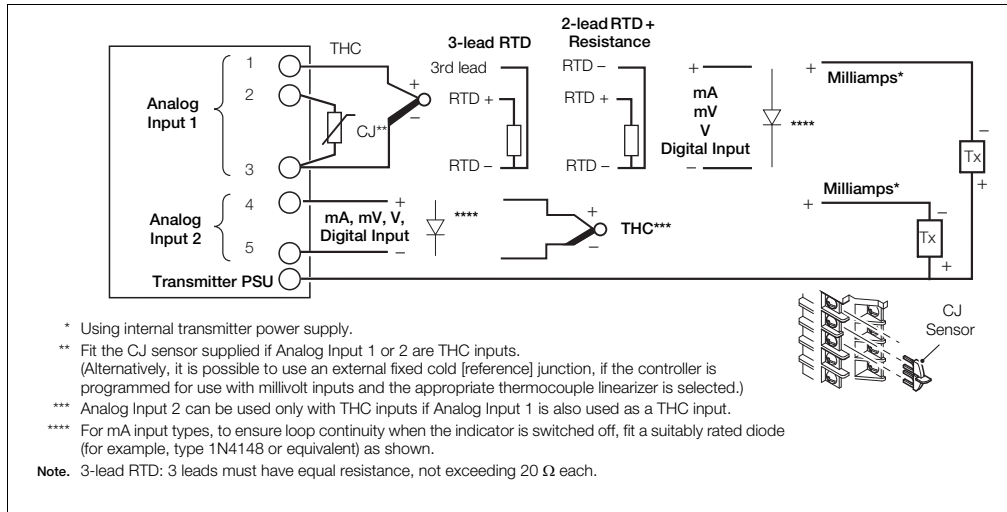 THC
3-lead RTD
2-lead RTD +
Resistance
Analog
Input 1
1
2
3
CJ**
+
–
3rd lead
RTD +
RTD –
RTD –
RTD +
RTD –
+
mA
mV
V
Digital Input
–
****
+
Milliamps*
–
Tx
+
Analog
Input 2
4
5
+
mA, mV, V,
Digital Input
–
****
+
–
THC***
Milliamps*
+
–
Tx
+
Transmitter PSU
CJ
Sensor
* Using internal transmitter power supply.
** Fit the CJ sensor supplied if Analog Input 1 or 2 are THC inputs.
(Alternatively, it is possible to use an external fixed cold [reference] junction, if the controller is
programmed for use with millivolt inputs and the appropriate thermocouple linearizer is selected.)
*** Analog Input 2 can be used only with THC inputs if Analog Input 1 is also used as a THC input.
**** For mA input types, to ensure loop continuity when the indicator is switched off, fit a suitably rated diode
(for example, type 1N4148 or equivalent) as shown.
Note. 3-lead RTD: 3 leads must have equal resistance, not exceeding 20 Ω each.